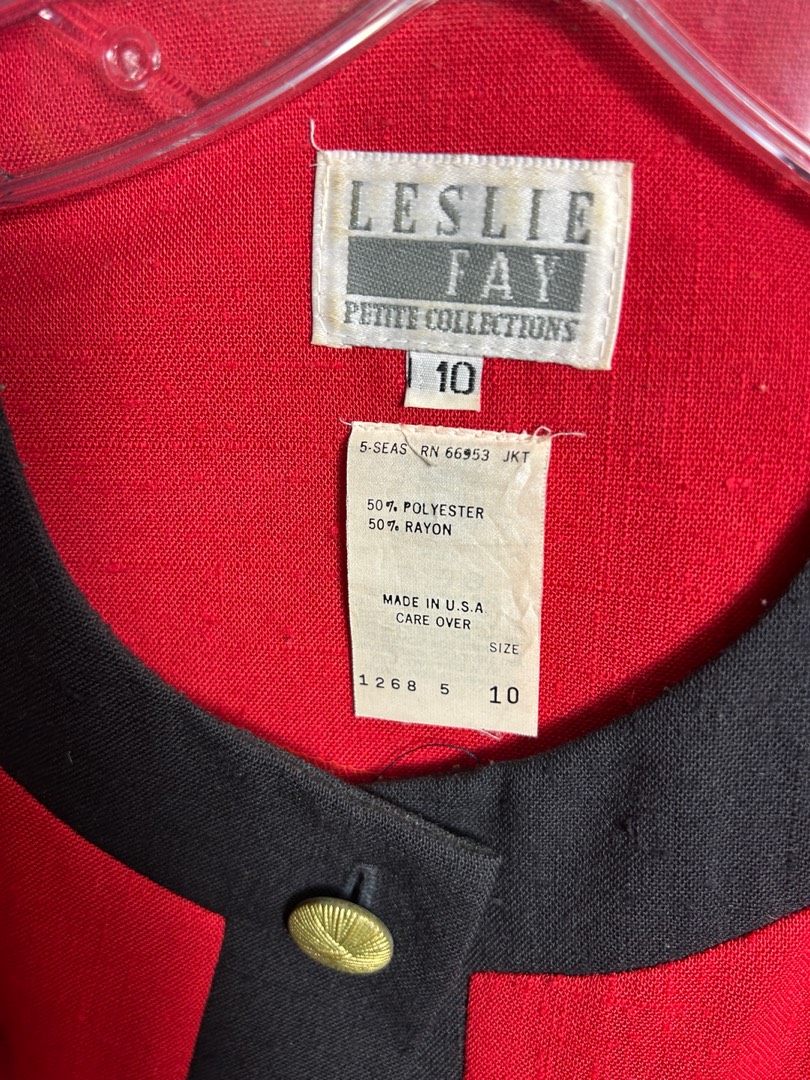 LESLIE
FAY
PETITE COLLECTIONS
10
5-SEAS RN 66953 JKT
50% POLYESTER
50% RAYON
MADE IN U.S.A.
CARE OVER
SIZE
1268 5 10